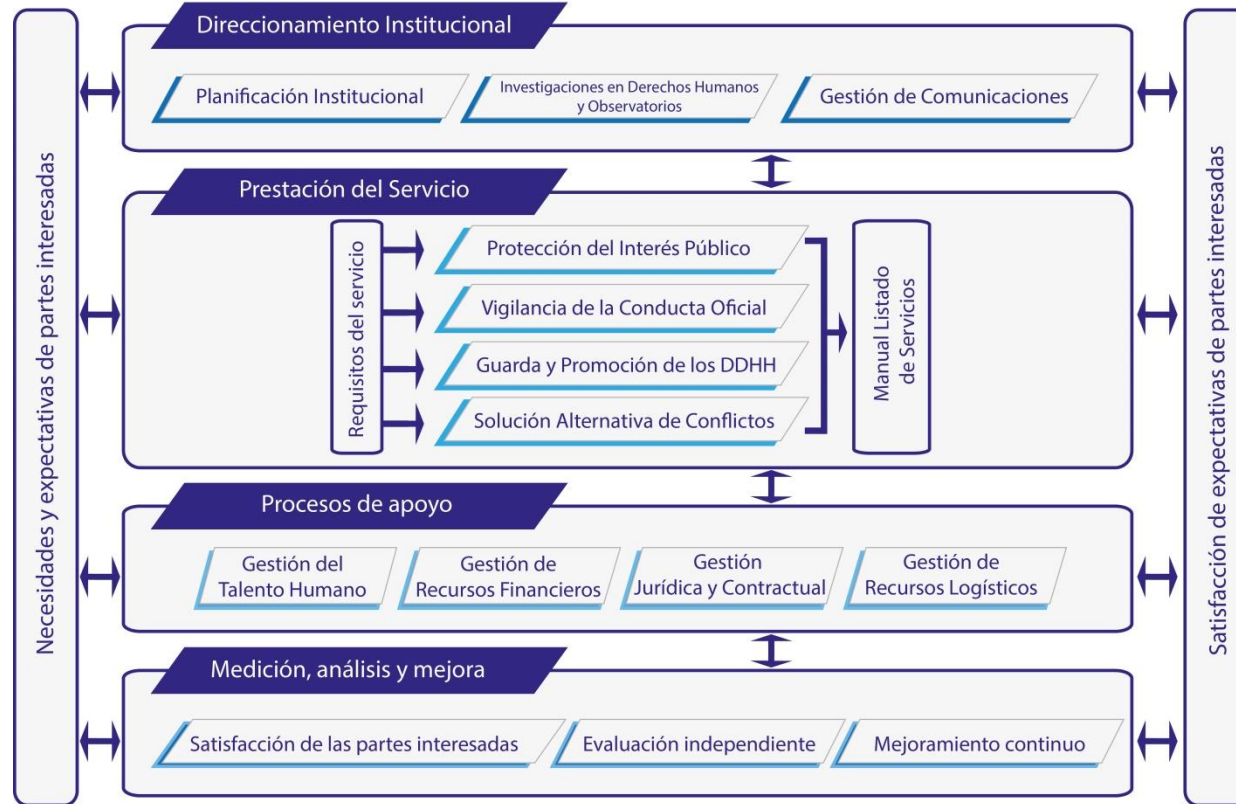 Necesidades y expectativas de partes interesadas
Direccionamiento Institucional
Planificación Institucional
Investigaciones en Derechos Humanos
y Observatorios
Gestión de Comunicaciones
Prestación del Servicio
Requisitos del servicio
Protección del Interés Público
Vigilancia de la Conducta Oficial
Guarda y Promoción de los DDHH
Solución Alternativa de Conflictos
Manual Listado
de Servicios
Procesos de apoyo
Gestión del
Talento Humano
Gestión de
Recursos Financieros
Gestión
Jurídica y Contractual
Gestión de
Recursos Logísticos
Medición, análisis y mejora
Satisfacción de las partes interesadas
Evaluación independiente
Mejoramiento continuo
Satisfacción de expectativas de partes interesadas